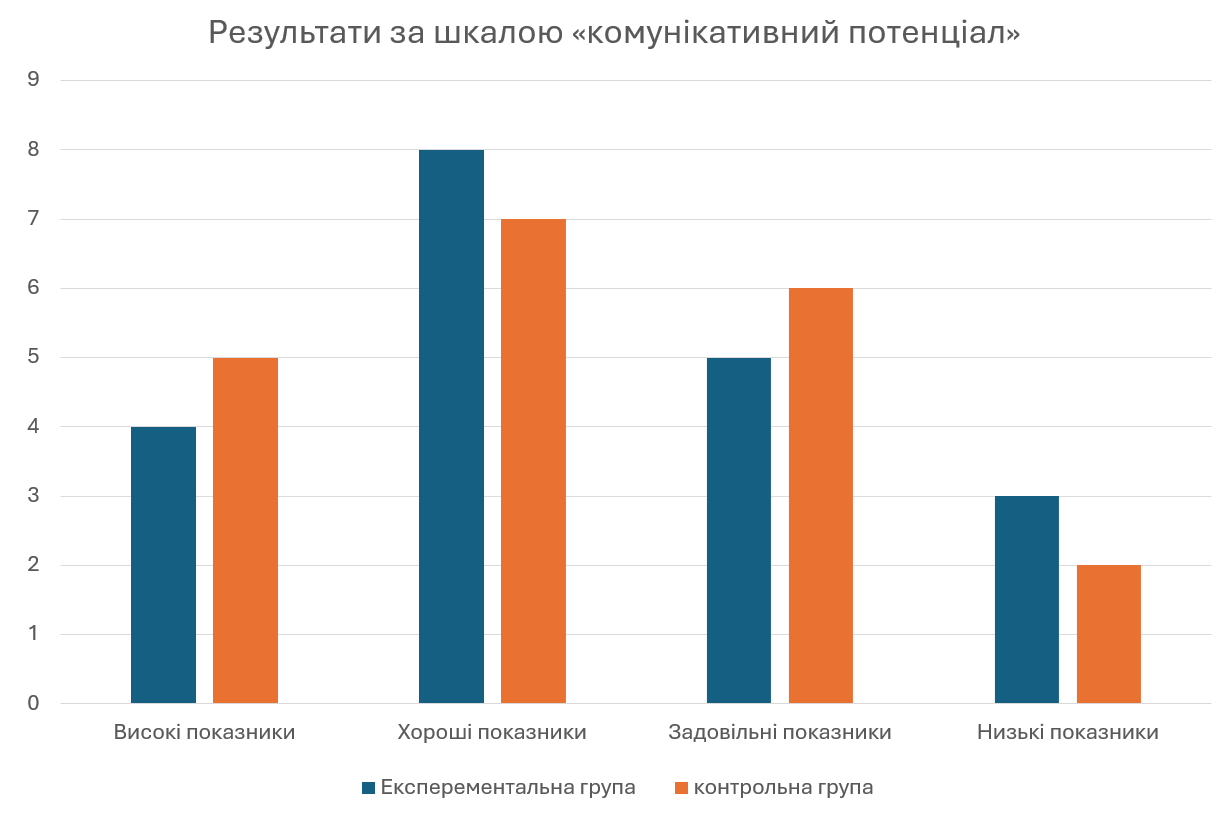 Результати за шкалою «комунікативний потенціал»
9
8
7
6
5
4
3
2
1
0
Високі показники
Хороші показники
Задовільні показники
Низькі показники
Експерементальна група
контрольна група